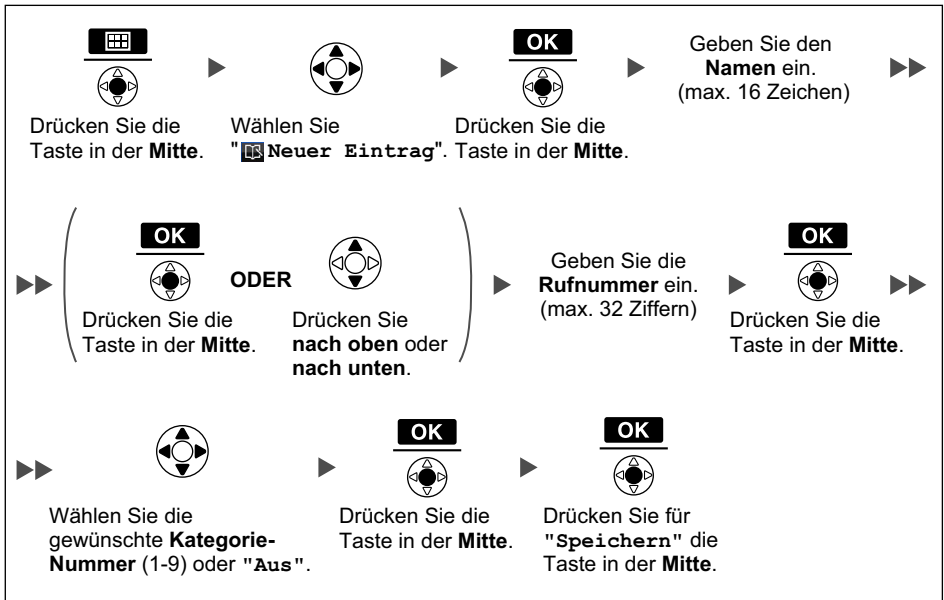 OK
Geben Sie den
Namen ein.
(max. 16 Zeichen)
Drücken Sie die
Taste in der Mitte.
Wählen Sie
"Neuer Eintrag".
Drücken Sie die
Taste in der Mitte.
OK
Drücken Sie die
Taste in der Mitte.
ODER
Drücken Sie
nach oben oder
nach unten.
Geben Sie die
Rufnummer ein.
(max. 32 Ziffern)
OK
Drücken Sie die
Taste in der Mitte.
Wählen Sie die
gewünschte Kategorie-
Nummer (1-9) oder "Aus".
OK
Drücken Sie die
Taste in der Mitte.
OK
Drücken Sie für
"Speichern" die
Taste in der Mitte.